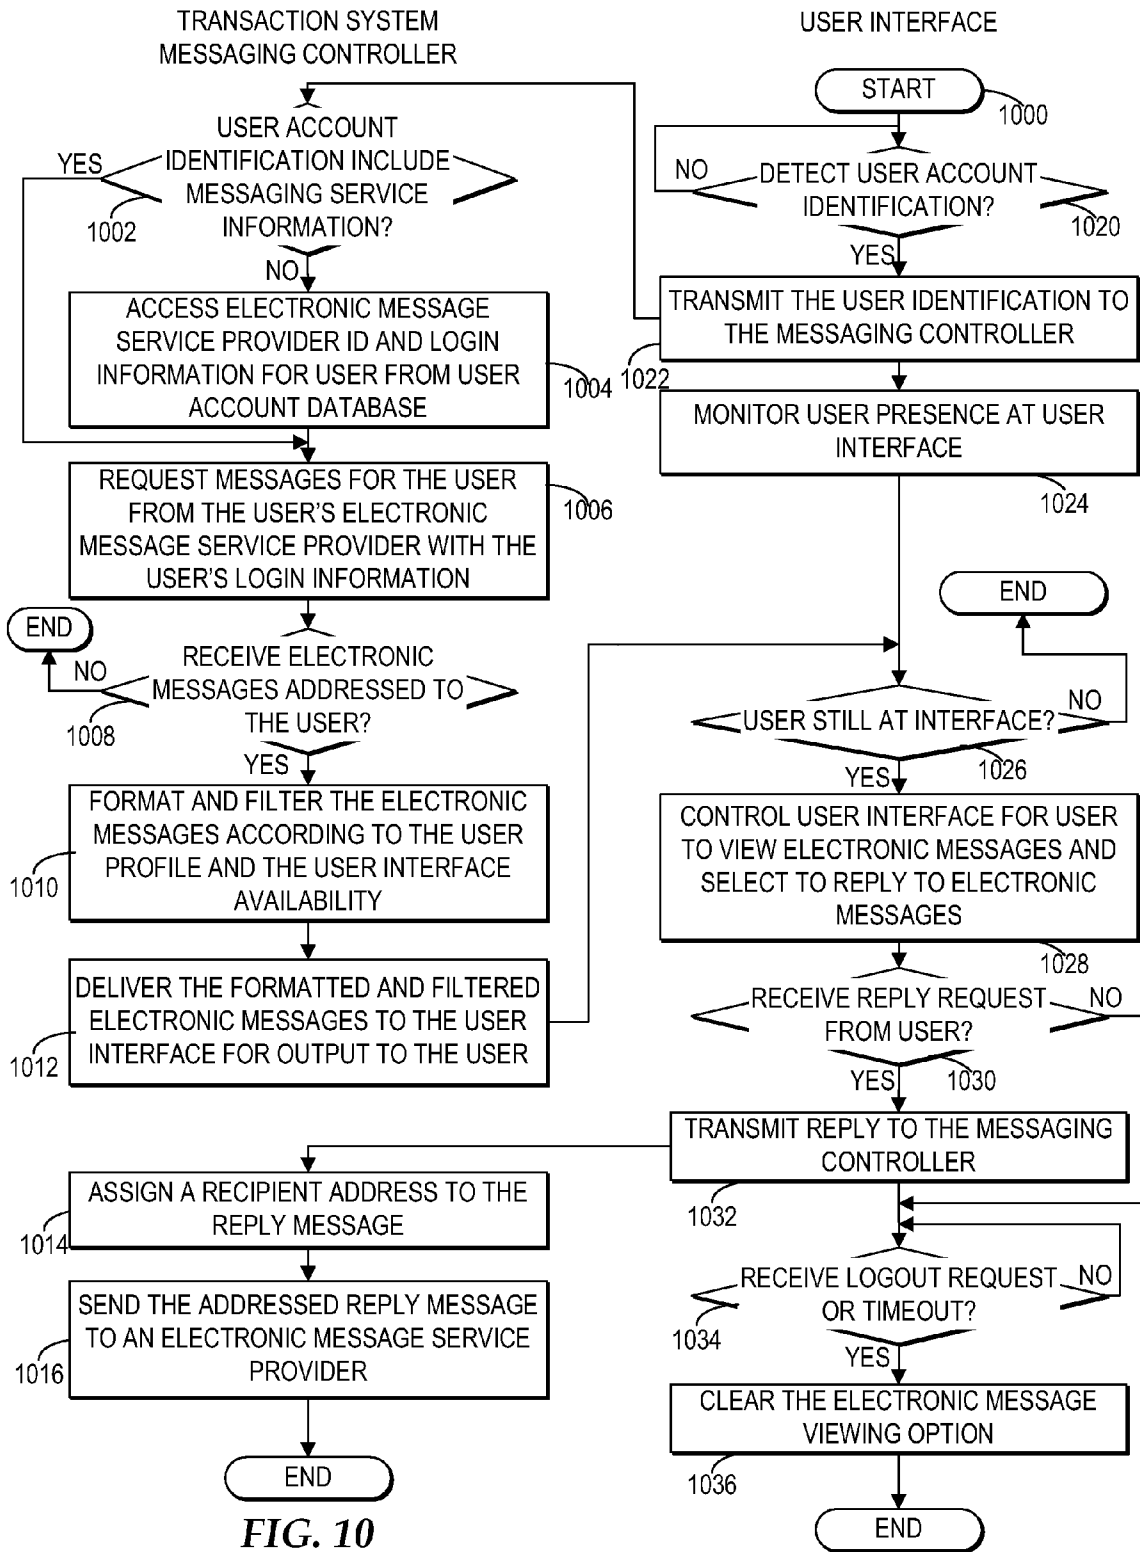 TRANSACTION SYSTEM
MESSAGING CONTROLLER
USER ACCOUNT
IDENTIFICATION INCLUDE
MESSAGING SERVICE
INFORMATION?
YES
1002
NO
ACCESS ELECTRONIC MESSAGE
SERVICE PROVIDER ID AND LOGIN
INFORMATION FOR USER FROM USER
ACCOUNT DATABASE
1004
REQUEST MESSAGES FOR THE USER
FROM THE USER'S ELECTRONIC
MESSAGE SERVICE PROVIDER WITH THE
USER'S LOGIN INFORMATION
1006
END
NO
RECEIVE ELECTRONIC
MESSAGES ADDRESSED TO
THE USER?
1008
YES
FORMAT AND FILTER THE ELECTRONIC
MESSAGES ACCORDING TO THE USER
PROFILE AND THE USER INTERFACE
AVAILABILITY
1010
DELIVER THE FORMATTED AND FILTERED
ELECTRONIC MESSAGES TO THE USER
INTERFACE FOR OUTPUT TO THE USER
1012
ASSIGN A RECIPIENT ADDRESS TO THE
REPLY MESSAGE
1014
SEND THE ADDRESSED REPLY MESSAGE
TO AN ELECTRONIC MESSAGE SERVICE
PROVIDER
1016
END
USER INTERFACE
START
1000
NO
DETECT USER ACCOUNT
IDENTIFICATION?
1020
YES
TRANSMIT THE USER IDENTIFICATION TO
THE MESSAGING CONTROLLER
1022
MONITOR USER PRESENCE AT USER
INTERFACE
1024
END
NO
USER STILL AT INTERFACE?
1026
YES
CONTROL USER INTERFACE FOR USER
TO VIEW ELECTRONIC MESSAGES AND
SELECT TO REPLY TO ELECTRONIC
MESSAGES
1028
RECEIVE REPLY REQUEST
FROM USER?
NO
1030
YES
TRANSMIT REPLY TO THE MESSAGING
CONTROLLER
1032
RECEIVE LOGOUT REQUEST
OR TIMEOUT?
NO
1034
YES
CLEAR THE ELECTRONIC MESSAGE
VIEWING OPTION
1036
END
FIG. 10